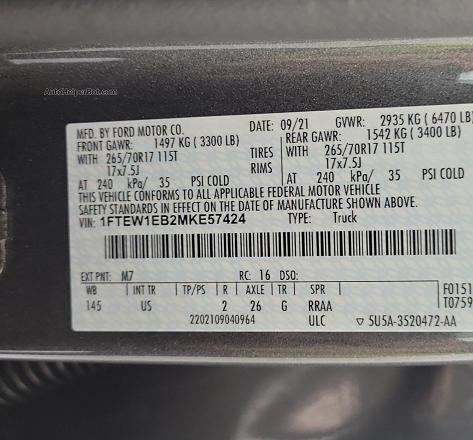 AutoHelperBot.com
MFD. BY FORD MOTOR CO.
DATE: 09/21 GVWR: 2935 KG ( 6470 LB)
FRONT GAWR: 1497 KG ( 3300 LB) REAR GAWR: 1542 KG ( 3400 LB)
WITH 265/70R17 115T TIRES WITH 265/70R17 115T
17x7.5J RIMS 17x7.5J
AT 240 kPa/ 35 PSI COLD AT 240 kPa/ 35 PSI COLD
THIS VEHICLE CONFORMS TO ALL APPLICABLE FEDERAL MOTOR VEHICLE
SAFETY STANDARDS IN EFFECT ON THE DATE OF MANUFACTURE SHOWN ABOVE.
VIN: 1FTEW1EB2MKE57424 TYPE: Truck
EXT PNT: M7 RC: 16 DSO:
WB INT TR TP/PS R AXLE TR SPR F0151
145 US 2 26 G RRAA T0759
2202109040964 ULC ▽ 5U5A-3520472-AA